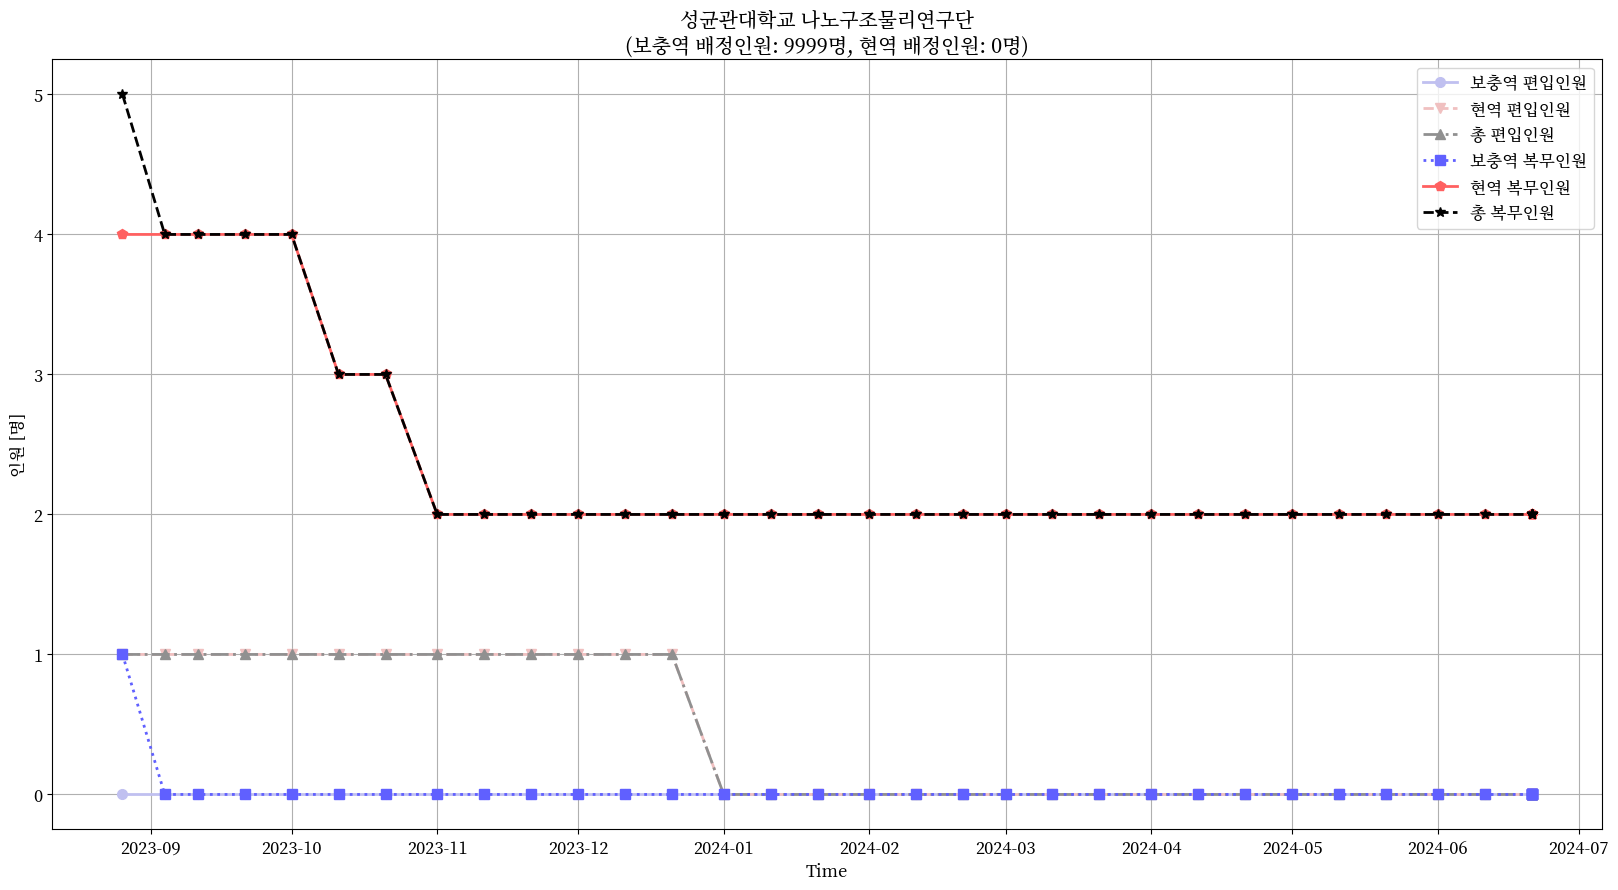 성균관대학교 나노구조물리연구단
(보충역 배정인원: 9999명, 현역 배정인원: 0명)
보충역 편입인원
현역 편입인원
총 편입인원
보충역 복무인원
현역 복무인원
총 복무인원
인원 [명]
5
4
3
2
1
0
2023-09
2023-10
2023-11
2023-12
2024-01
2024-02
2024-03
2024-04
2024-05
2024-06
2024-07
Time